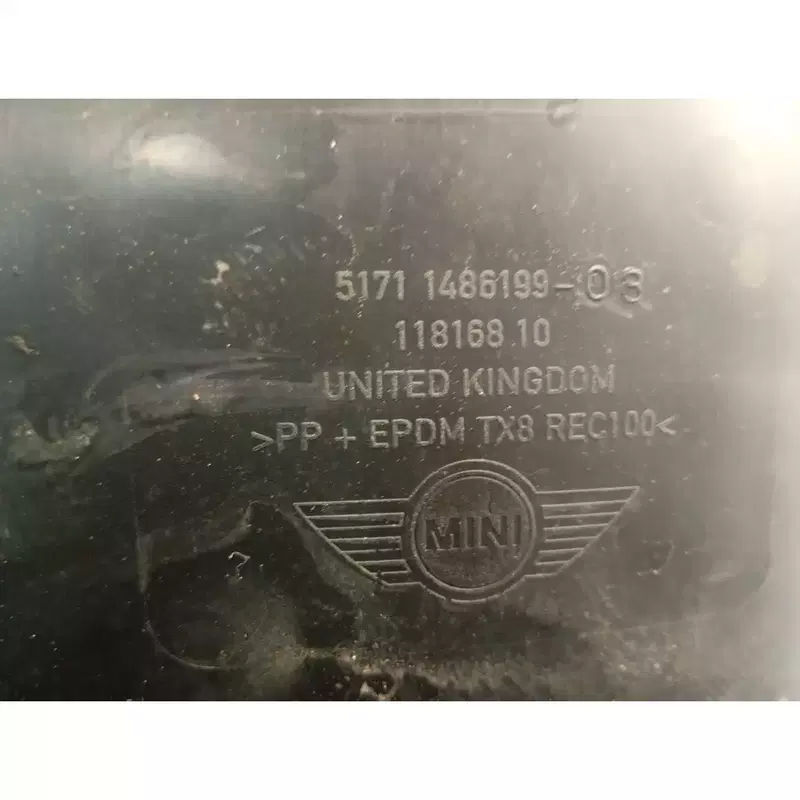 5171 1486199-03
118168 10
UNITED KINGDOM
>PP + EPDM TX8 REC100<
MINI